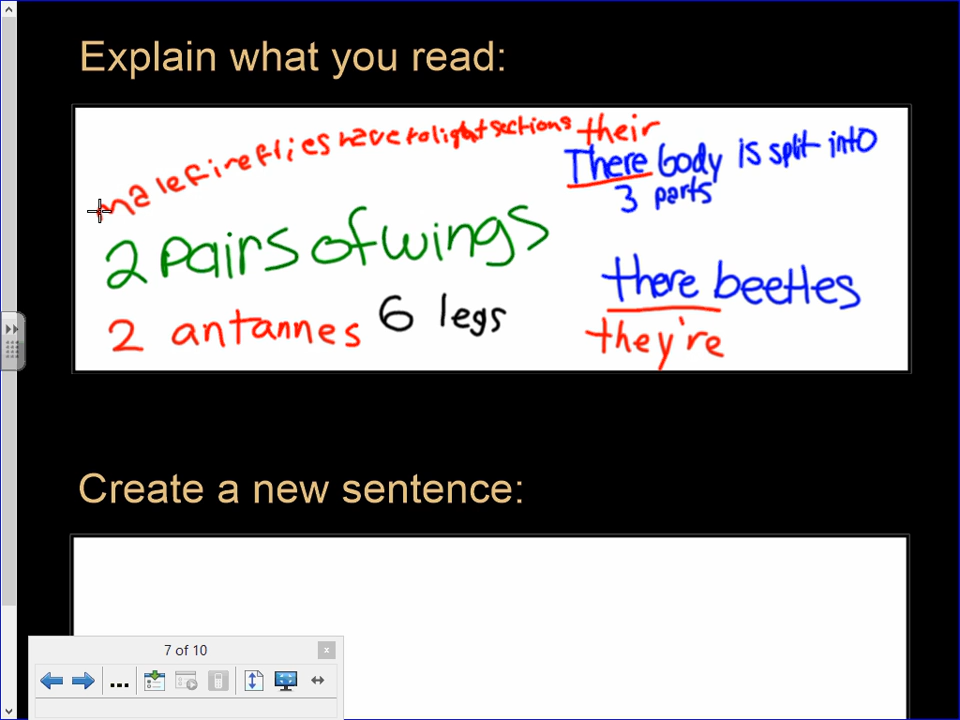 Explain what you read:
male fireflies have to light sections
their
There body is split into
3 parts
2 pairs of wings
there beetles
they're
2 antannes
6 legs
Create a new sentence:
7 of 10